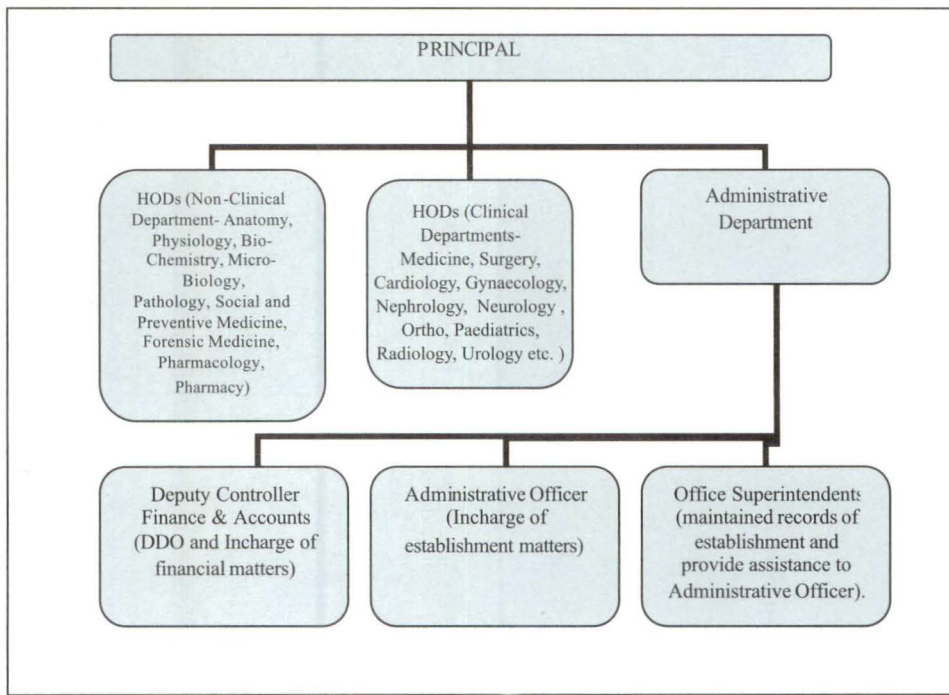 PRINCIPAL
HODs (Non-Clinical
Department- Anatomy,
Physiology, Bio-
Chemistry, Micro-
Biology,
Pathology, Social and
Preventive Medicine,
Forensic Medicine,
Pharmacology,
Pharmacy)
HODs (Clinical
Departments-
Medicine, Surgery,
Cardiology, Gynaecology,
Nephrology, Neurology ,
Ortho, Paediatrics,
Radiology, Urology etc. )
Administrative
Department
Deputy Controller
Finance & Accounts
(DDO and Incharge of
financial matters)
Administrative Officer
(Incharge of
establishment matters)
Office Superintendents
(maintained records of
establishment and
provide assistance to
Administrative Officer).